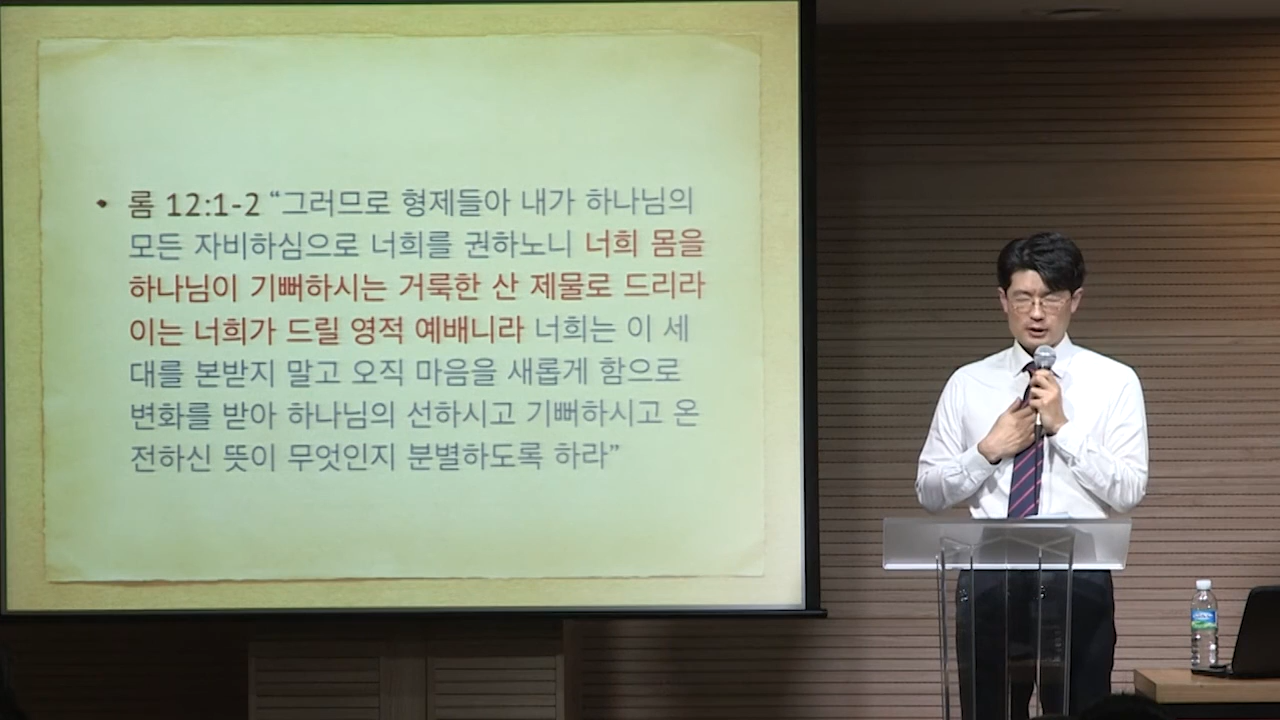 • 롬 12:1-2 “그러므로 형제들아 내가 하나님의
모든 자비하심으로 너희를 권하노니 너희 몸을
하나님이 기뻐하시는 거룩한 산 제물로 드리라
이는 너희가 드릴 영적 예배니라 너희는 이 세
대를 본받지 말고 오직 마음을 새롭게 함으로
변화를 받아 하나님의 선하시고 기뻐하시고 온
전하신 뜻이 무엇인지 분별하도록 하라”